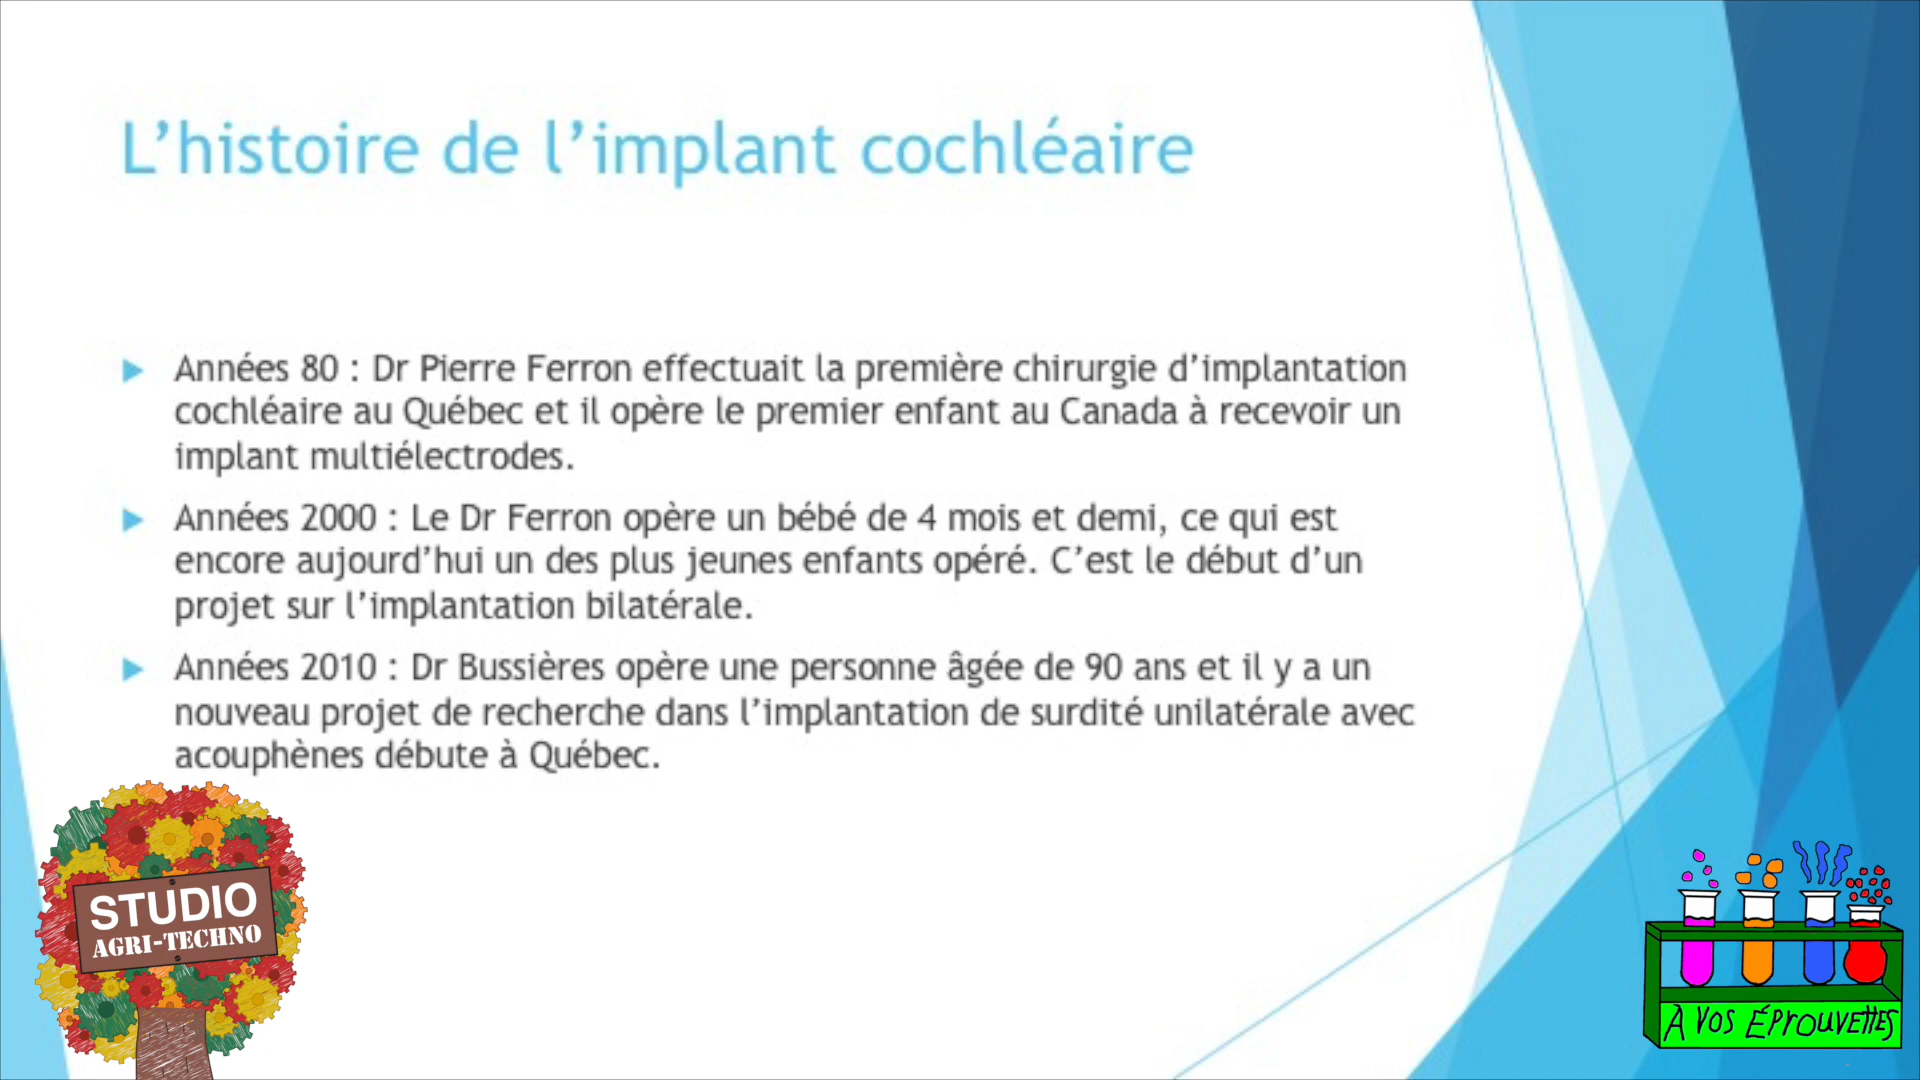 L’histoire de l’implant cochléaire
Années 80 : Dr Pierre Ferron effectuait la première chirurgie d’implantation
cochléaire au Québec et il opère le premier enfant au Canada à recevoir un
implant multiélectrodes.
Années 2000 : Le Dr Ferron opère un bébé de 4 mois et demi, ce qui est
encore aujourd’hui un des plus jeunes enfants opéré. C’est le début d’un
projet sur l’implantation bilatérale.
Années 2010 : Dr Bussières opère une personne âgée de 90 ans et il y a un
nouveau projet de recherche dans l’implantation de surdité unilatérale avec
acouphènes débute à Québec.
STUDIO
AGRI-TECHNO
A VOS ÉPROUVETTES